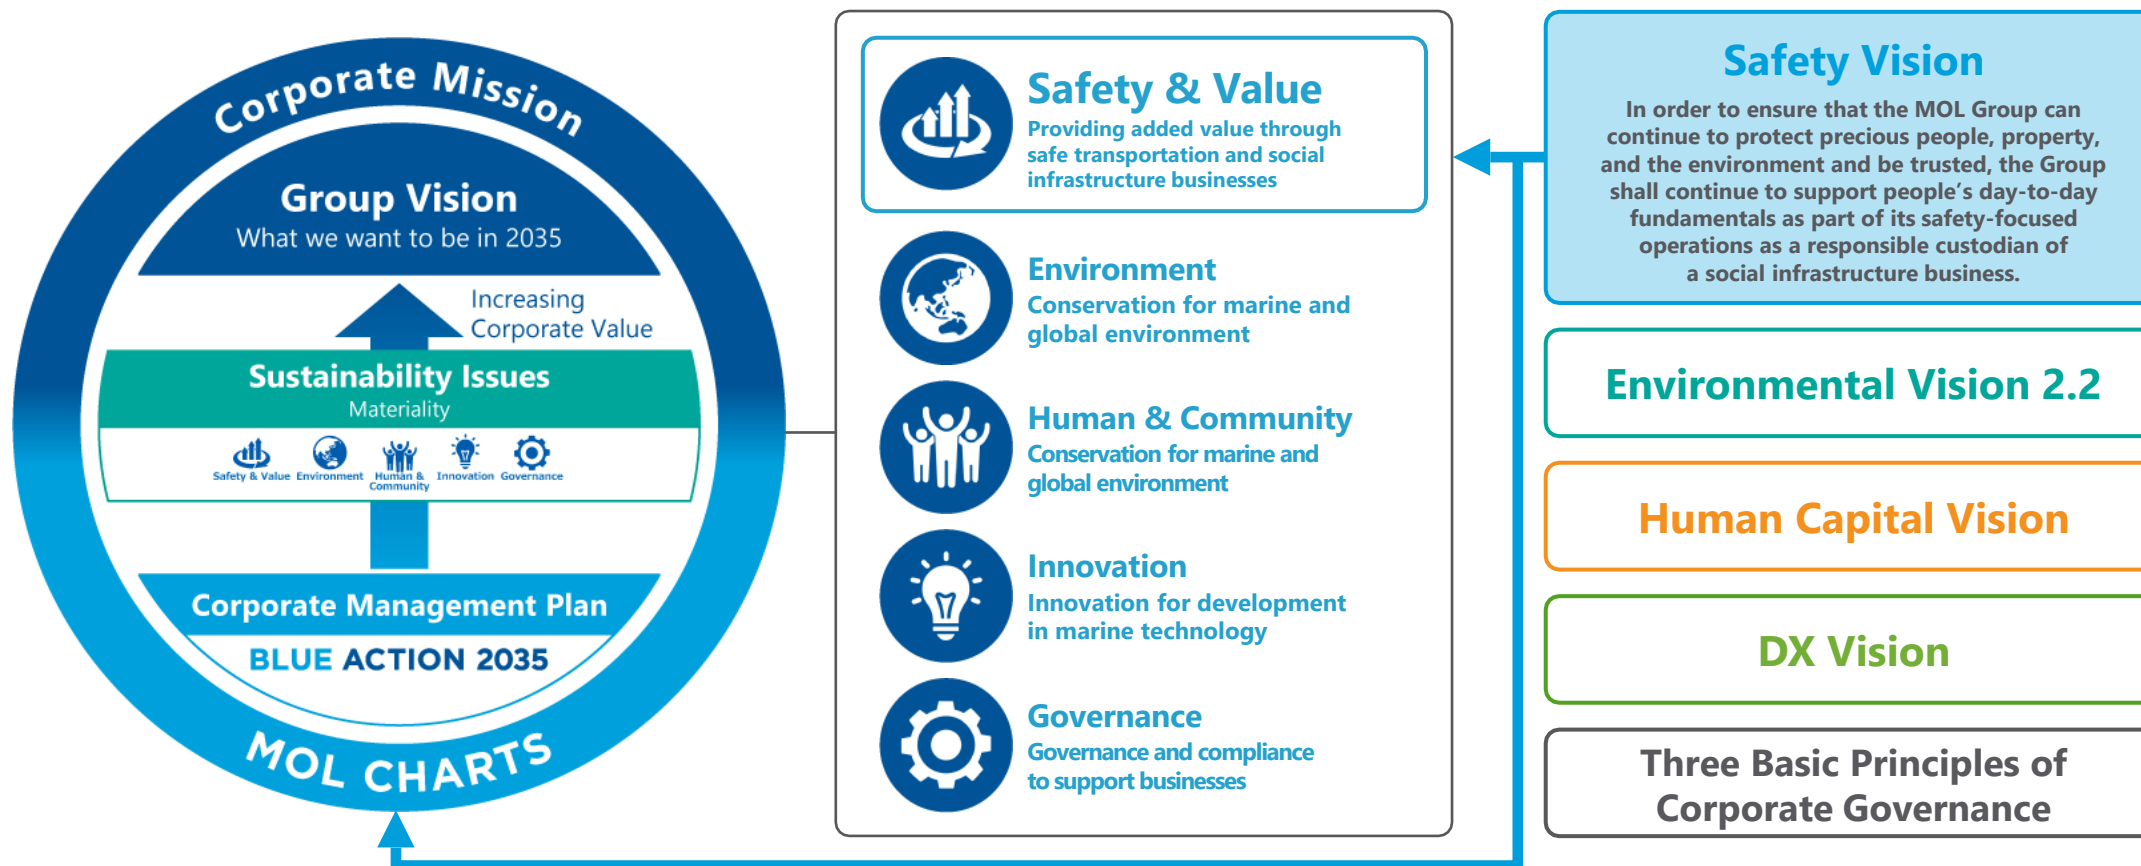 Corporate Mission
Group Vision
What we want to be in 2035
Increasing
Corporate Value
Sustainability Issues
Materiality
Safety & Value
Environment
Human &
Community
Innovation
Governance
Corporate Management Plan
BLUE ACTION 2035
MOL CHARTS
Safety & Value
Providing added value through
safe transportation and social
infrastructure businesses
Environment
Conservation for marine and
global environment
Human & Community
Conservation for marine and
global environment
Innovation
Innovation for development
in marine technology
Governance
Governance and compliance
to support businesses
Safety Vision
In order to ensure that the MOL Group can
continue to protect precious people, property,
and the environment and be trusted, the Group
shall continue to support people’s day-to-day
fundamentals as part of its safety-focused
operations as a responsible custodian of
a social infrastructure business.
Environmental Vision 2.2
Human Capital Vision
DX Vision
Three Basic Principles of
Corporate Governance